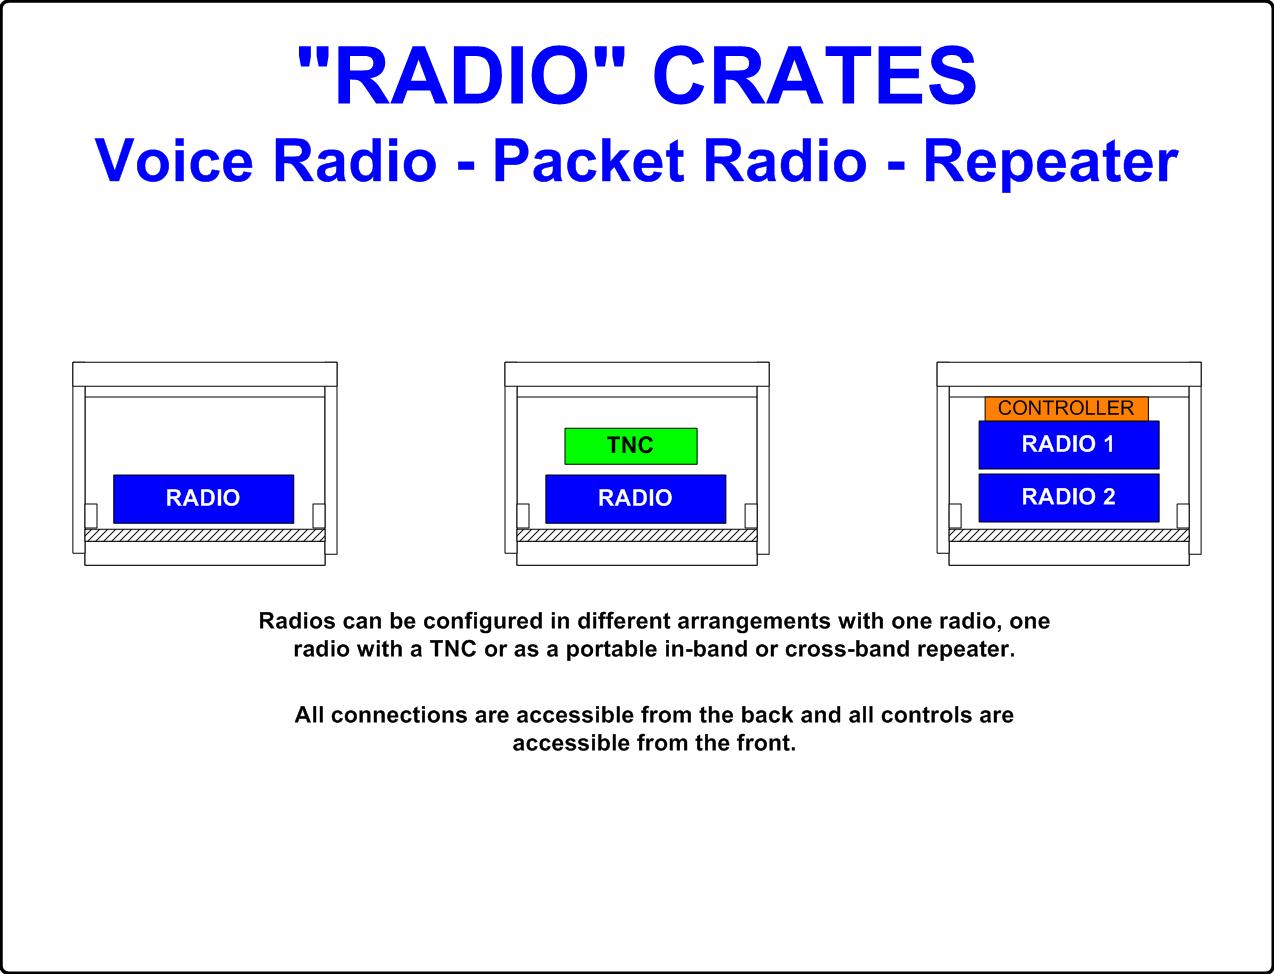 "RADIO" CRATES
Voice Radio - Packet Radio - Repeater
RADIO
TNC
RADIO
CONTROLLER
RADIO 1
RADIO 2
Radios can be configured in different arrangements with one radio, one
radio with a TNC or as a portable in-band or cross-band repeater.
All connections are accessible from the back and all controls are
accessible from the front.